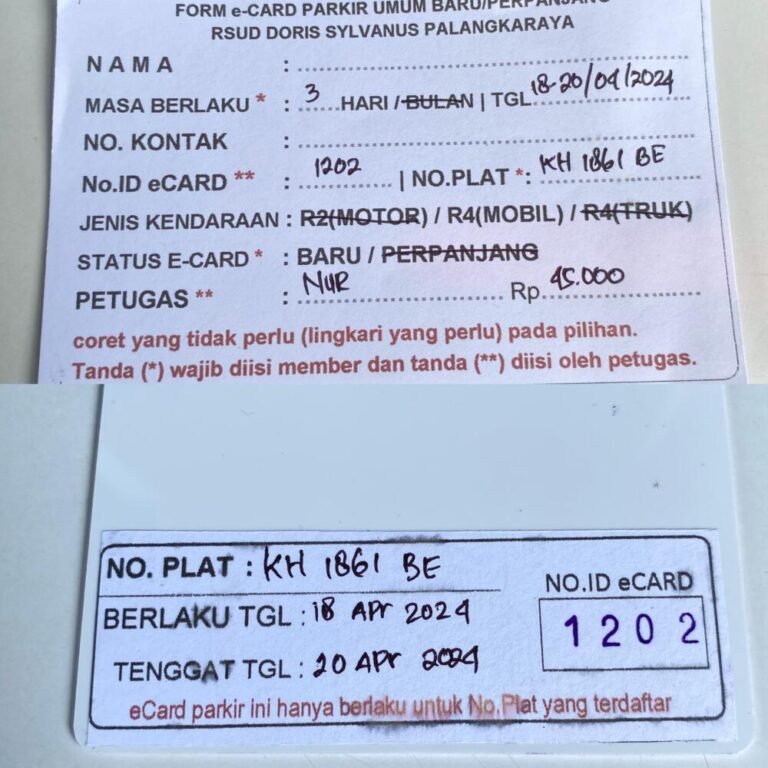 FORM e-CARD PARKIR UMUM BARU/PERPANJANG
RSUD DORIS SYLVANUS PALANGKARAYA
NAMA :
MASA BERLAKU * : 3 HARI / BULAN | TGL 18-20/04/2024
NO. KONTAK :
No.ID eCARD ** : 1202 | NO.PLAT *: KH 1861 BE
JENIS KENDARAAN : R2(MOTOR) / R4(MOBIL) / R4(TRUK)
STATUS E-CARD * : BARU / PERPANJANG
PETUGAS ** : NUR Rp 45.000
coret yang tidak perlu (lingkari yang perlu) pada pilihan.
Tanda (*) wajib diisi member dan tanda (**) diisi oleh petugas.
NO. PLAT : KH 1861 BE
BERLAKU TGL : 18 Apr 2024
TENGGAT TGL : 20 Apr 2024
NO.ID eCARD
1202
eCard parkir ini hanya berlaku untuk No.Plat yang terdaftar